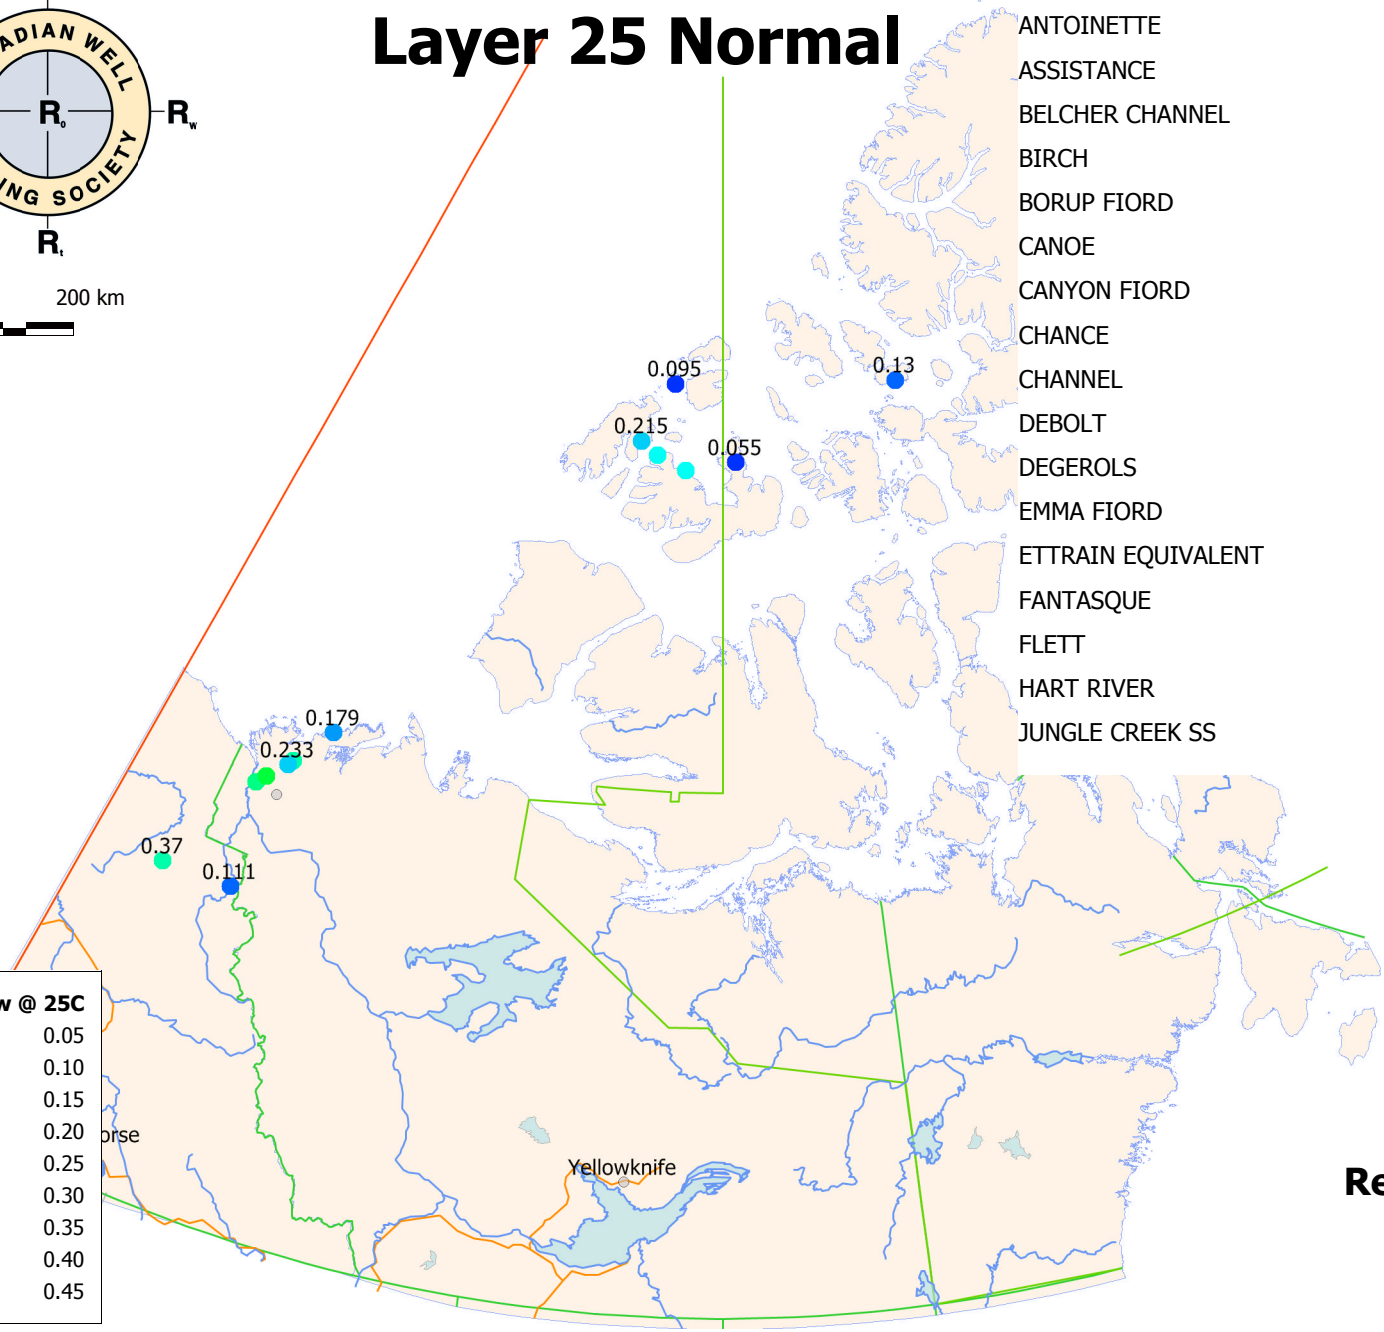 Layer 25 Normal
ADIAN WELL
NG SOCIETY
Ro
Rw
Rt
200 km
ANTOINETTE
ASSISTANCE
BELCHER CHANNEL
BIRCH
BORUP FIORD
CANOE
CANYON FIORD
CHANCE
CHANNEL
DEBOLT
DEGEROLS
EMMA FIORD
ETTRAIN EQUIVALENT
FANTASQUE
FLETT
HART RIVER
JUNGLE CREEK SS
0.095
0.13
0.215
0.055
0.179
0.233
0.37
0.111
w @ 25C
0.05
0.10
0.15
0.20
0.25
0.30
0.35
0.40
0.45
orse
Yellowknife
Re